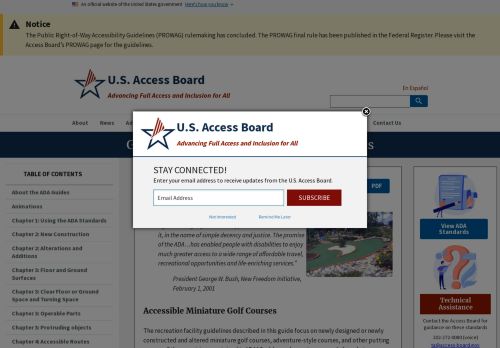 An official website of the United States government Here's how you know
Notice
The Public Right-of-Way Accessibility Guidelines (PROWAG) rulemaking has concluded. The PROWAG final rule has been published in the Federal Register. Please visit the
Access Board's PROWAG page for the guidelines.
U.S. Access Board
Advancing Full Access and Inclusion for All
En Español
About News
Contact Us
U.S. Access Board
Advancing Full Access and Inclusion for All
STAY CONNECTED!
Enter your email address to receive updates from the U.S. Access Board.
Email Address
SUBSCRIBE
Not Interested Remind Me Later
TABLE OF CONTENTS
About the ADA Guides
Animations
Chapter 1: Using the ADA Standards
Chapter 2: New Construction
Chapter 2: Alterations and
Additions
Chapter 3: Floor and Ground
Surfaces
Chapter 3: Clear Floor or Ground
Space and Turning Space
Chapter 3: Operable Parts
Chapter 3: Protruding objects
Chapter 4: Accessible Routes
PDF
it, in the name of simple decency and justice. The promise
of the ADA...has enabled people with disabilities to enjoy
much greater access to a wide range of affordable travel,
recreational opportunities and life-enriching services."
President George W. Bush, New Freedom Initiative,
February 1, 2001
Accessible Miniature Golf Courses
The recreation facility guidelines described in this guide focus on newly designed or newly
constructed and altered miniature golf courses, adventure-style courses, and other putting
View ADA
Standards
Technical
Assistance
Contact the Access Board for
guidance on these standards
202-272-0080 (voice)
ta@access-board.gov